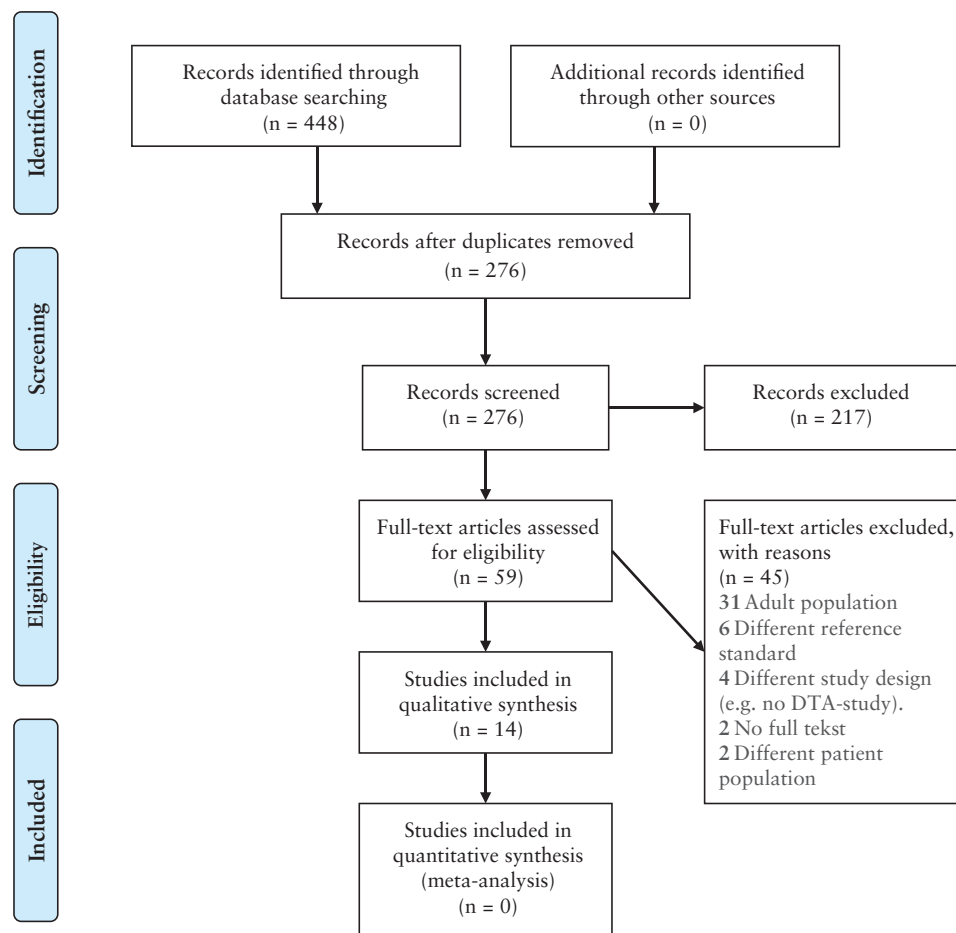 Identification
Records identified through
database searching
(n = 448)
Additional records identified
through other sources
(n = 0)
Records after duplicates removed
(n = 276)
Screening
Records screened
(n = 276)
Records excluded
(n = 217)
Eligibility
Full-text articles assessed
for eligibility
(n = 59)
Full-text articles excluded,
with reasons
(n = 45)
31 Adult population
6 Different reference
standard
4 Different study design
(e.g. no DTA-study).
2 No full tekst
2 Different patient
population
Studies included in
qualitative synthesis
(n = 14)
Included
Studies included in
quantitative synthesis
(meta-analysis)
(n = 0)